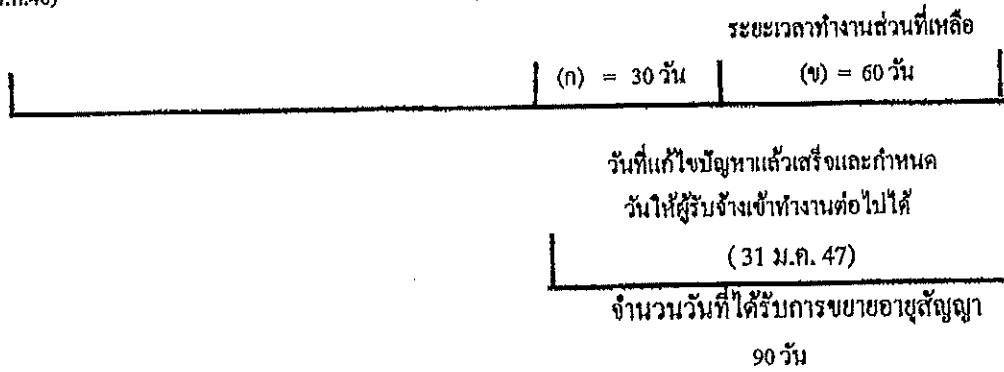 ระยะเวลาทำงานส่วนที่เหลือ
(ก) = 30 วัน (ข) = 60 วัน
วันที่แก้ไขปัญหาแล้วเสร็จและกำหนด
วันให้ผู้รับจ้างเข้าทำงานต่อไปได้
( 31 ม.ค. 47)
จำนวนวันที่ได้รับการขยายอายุสัญญา
90 วัน